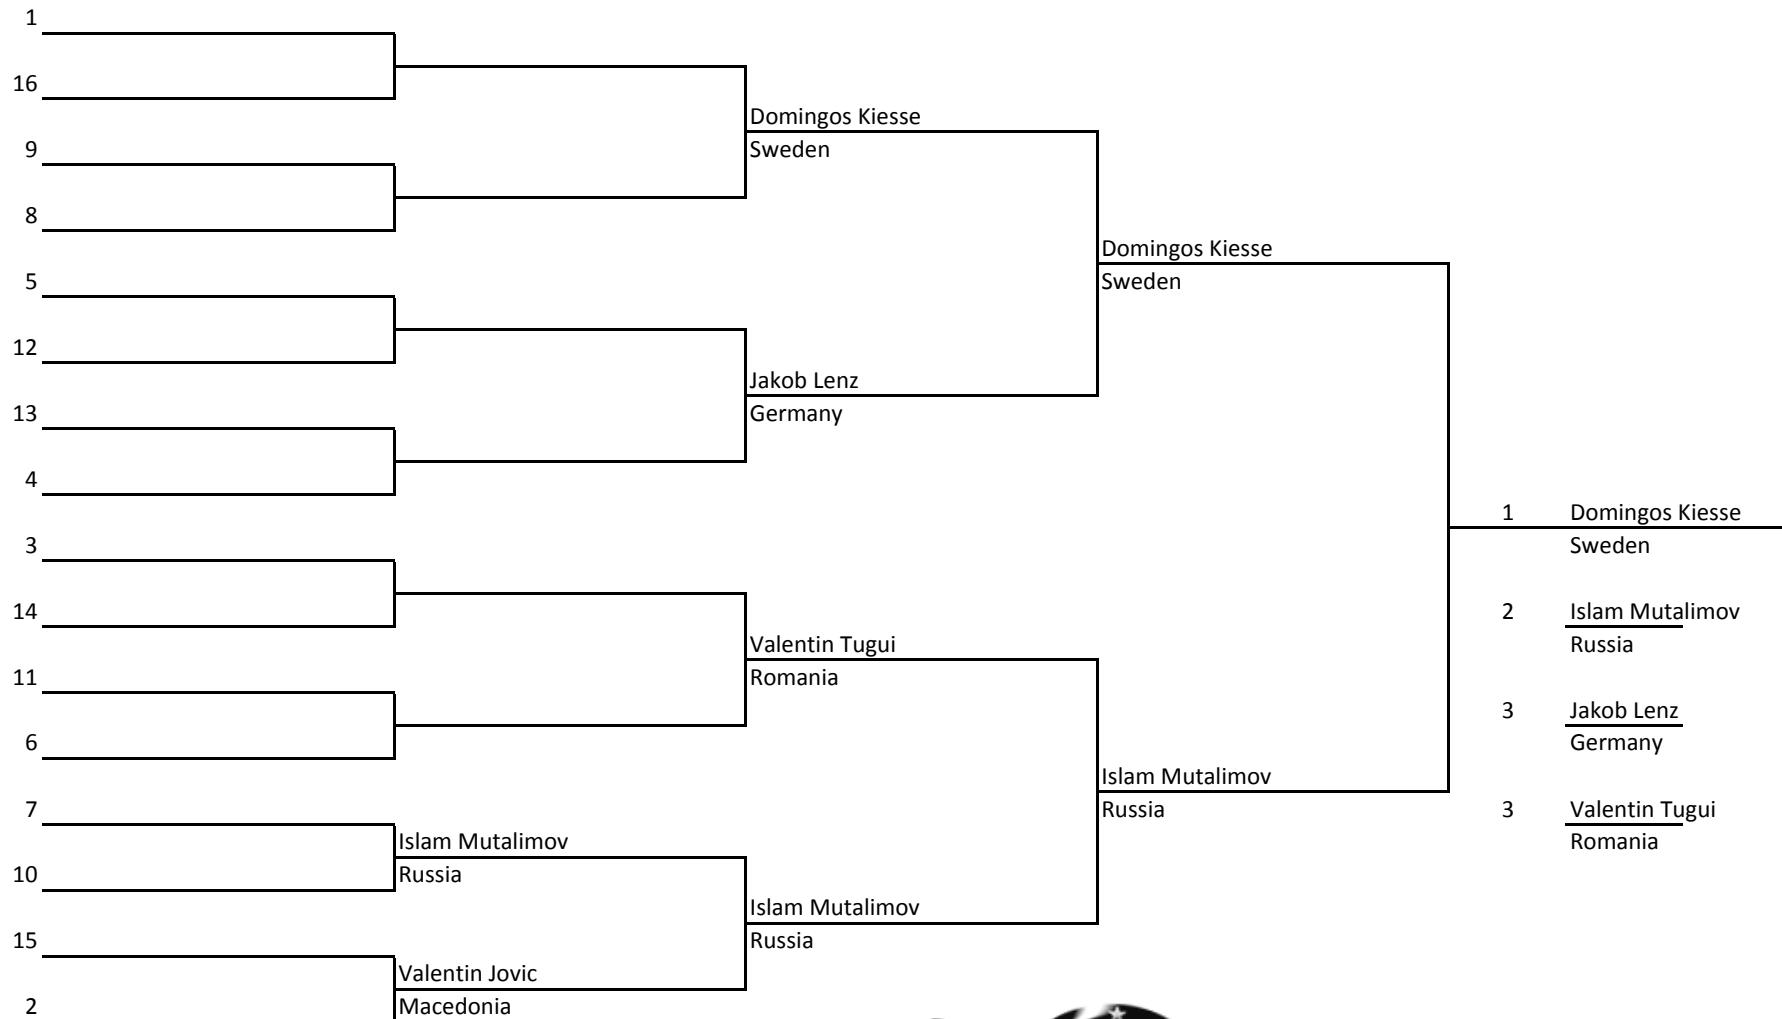 1
16
Domingos Kiesse
9
Sweden
8
Domingos Kiesse
5
Sweden
12
Jakob Lenz
13
Germany
4
1 Domingos Kiesse
3
Sweden
14
2 Islam Mutalimov
Valentin Tugui
Russia
11
Romania
3 Jakob Lenz
6
Germany
Islam Mutalimov
7
Russia
3 Valentin Tugui
Islam Mutalimov
Romania
10
Russia
Islam Mutalimov
15
Russia
Valentin Jovic
2
Macedonia